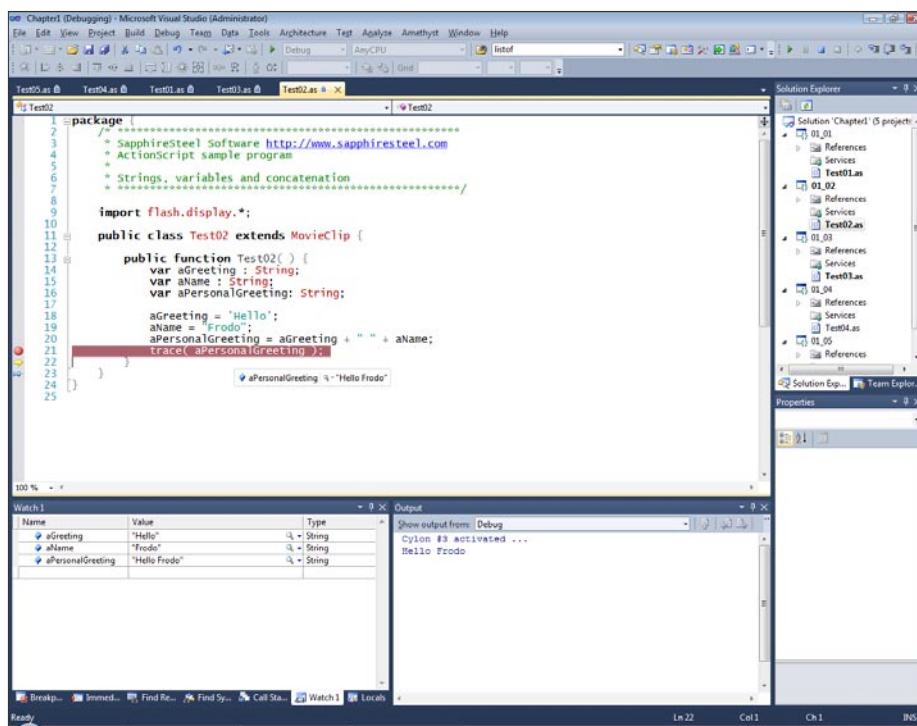 Chapter1 (Debugging) - Microsoft Visual Studio (Administrator)
File Edit View Project Build Debug Team Data Tools Architecture Test Analyze Amethyst Window Help
Debug AnyCPU listof
Grid
Test05.as Test04.as Test01.as Test03.as Test02.as
Test02 Test02
1 package {
2 /* *****************************************************
3 * SapphireSteel Software http://www.sapphiresteel.com
4 * ActionScript sample program
5 *
6 * Strings, variables and concatenation
7 * *****************************************************/
8
9 import flash.display.*;
10
11 public class Test02 extends MovieClip {
12
13 public function Test02( ) {
14 var aGreeting : String;
15 var aName : String;
16 var aPersonalGreeting: String;
17
18 aGreeting = 'Hello';
19 aName = "Frodo";
20 aPersonalGreeting = aGreeting + " " + aName;
21 trace( aPersonalGreeting );
22 }
23 }
24 }
25
aPersonalGreeting "Hello Frodo"
100 %
Solution Explorer
Solution 'Chapter1' (5 projects
01_01
References
Services
Test01.as
01_02
References
Services
Test02.as
01_03
References
Services
Test03.as
01_04
References
Services
Test04.as
01_05
References
Solution Exp... Team Explor...
Properties
Watch 1
Name Value Type
aGreeting "Hello" String
aName "Frodo" String
aPersonalGreeting "Hello Frodo" String
Breakp... Immed... Find Re... Find Sy... Call Sta... Watch 1 Locals
Output
Show output from: Debug
Cylon #3 activated ...
Hello Frodo
Ready Ln 22 Col 1 Ch 1 INS